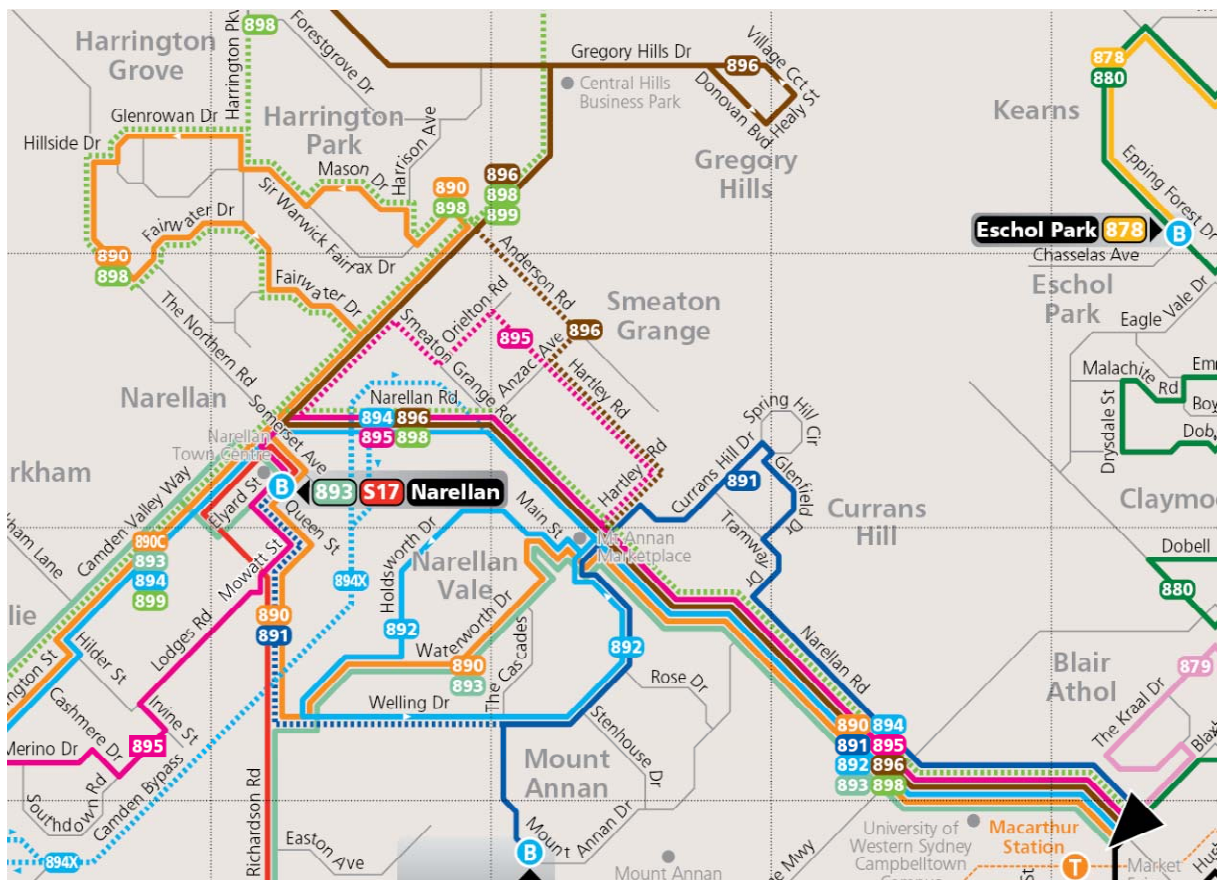 Harrington
Grove
Harrington Pkwy
898
Forestgrove Dr
Glenrowan Dr
Hillside Dr
Harrington
Park
Harrison Ave
Mason Dr
Sir Warwick Fairfax Dr
Fairwater Dr
890
898
Fairwater Dr
The Northern Rd
890
898
896
898
899
Gregory Hills Dr
896
Village Cct
Healy St
Donovan Bvd
Central Hills
Business Park
Gregory
Hills
878
880
Kearns
Epping Forest Dr
Eschol Park 878
B
Chasselas Ave
Eschol
Park
Eagle Vale Dr
Malachite Rd
Drysdale St
Anderson Rd
Smeaton
Grange
896
Orielton Rd
895
Anzac Ave
Smeaton Grange Rd
Hartley Rd
Hartley Rd
Hartley Rd
Narellan
Somerset Ave
Narellan
Town Centre
Narellan Rd
894 896
895 898
B
893 S17 Narellan
Elyard St
Queen St
Mowatt St
Camden Valley Way
890C
893
894
899
Spring Hill
Cir
Currans Hill Dr
891
Glenfield Dr
Tramway Dr
Currans
Hill
Main St
Mt Annan
Marketplace
Narellan
Vale
Holdsworth Dr
894X
892
Waterworth Dr
890
893
The Cascades
892
890
891
Welling Dr
Rose Dr
Stenhouse Dr
Mount
Annan
Mount Annan Dr
B
Mount Annan
Narellan Rd
Dobell
880
Blair
Athol
879
The Kraal Dr
890 894
891 895
892 896
893 898
Lodges Rd
Hilder St
Irvine St
895
Cashmere Dr
Merino Dr
Southdown Rd
Camden Bypass
894X
Richardson Rd
Easton Ave
University of
Western Sydney
Campbelltown
Macarthur
Station
T
Market